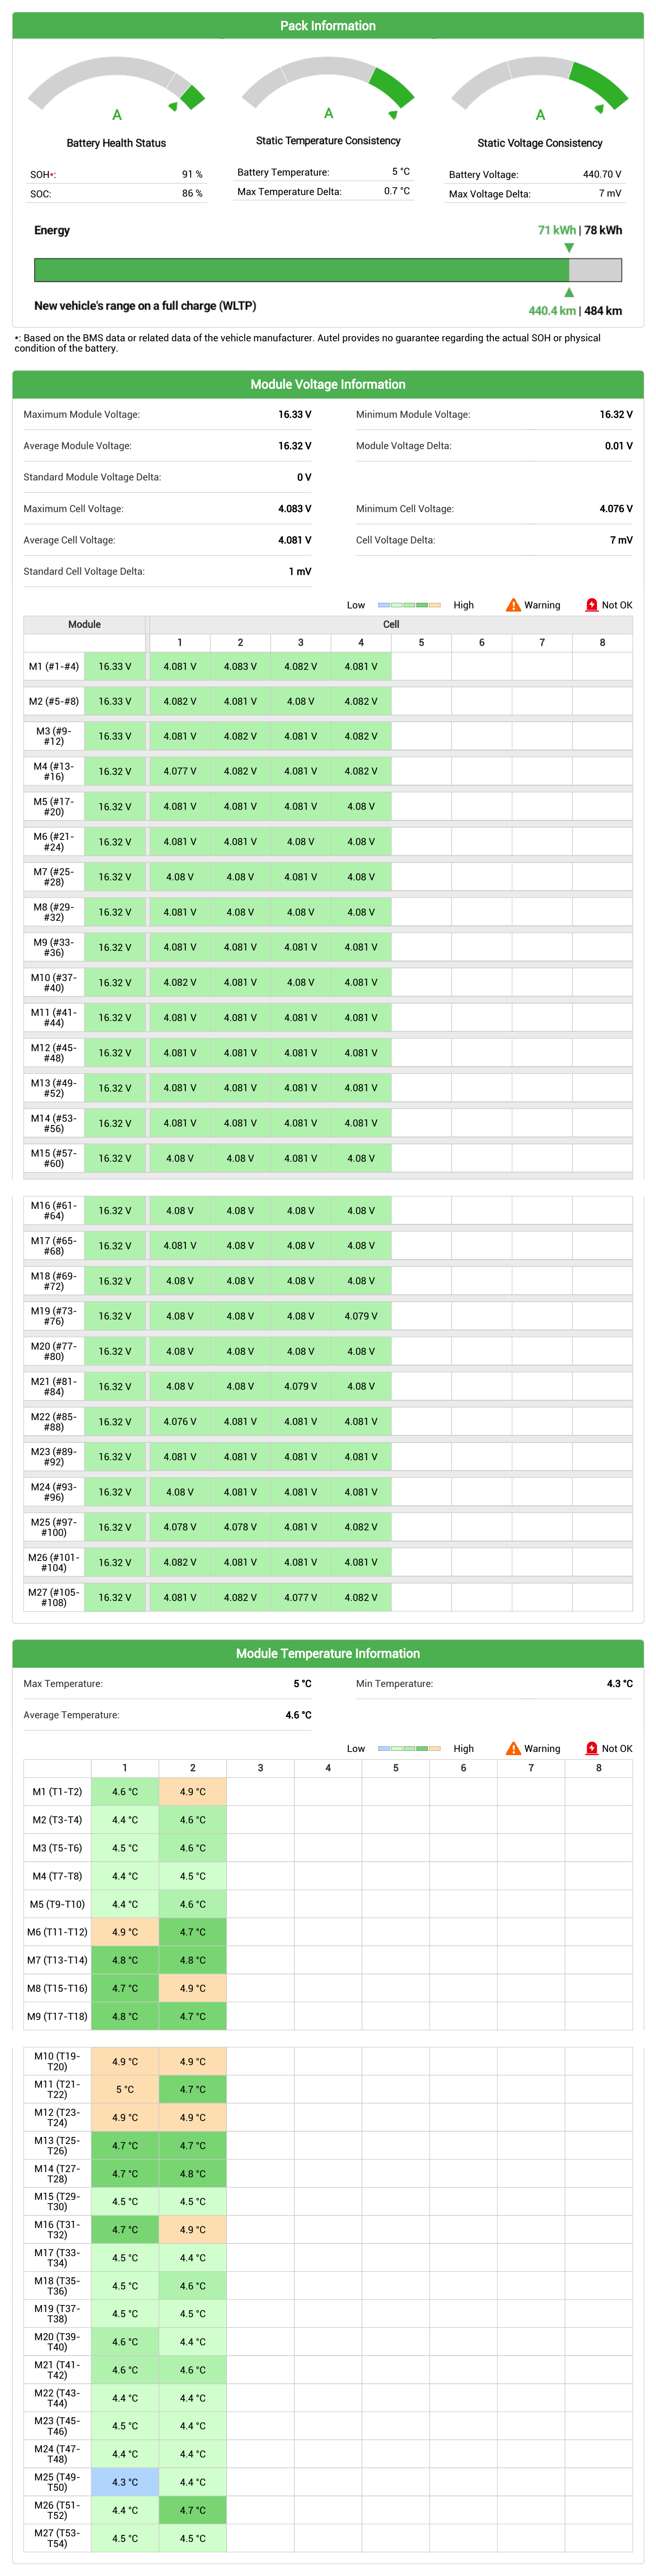 Pack Information
A
A
A
Battery Health Status
Static Temperature Consistency
Static Voltage Consistency
SOH*: 91 %
SOC: 86 %
Battery Temperature: 5 °C
Max Temperature Delta: 0.7 °C
Battery Voltage: 440.70 V
Max Voltage Delta: 7 mV
Energy 71 kWh | 78 kWh
New vehicle's range on a full charge (WLTP) 440.4 km | 484 km
*: Based on the BMS data or related data of the vehicle manufacturer. Autel provides no guarantee regarding the actual SOH or physical
condition of the battery.
Module Voltage Information
Maximum Module Voltage: 16.33 V Minimum Module Voltage: 16.32 V
Average Module Voltage: 16.32 V Module Voltage Delta: 0.01 V
Standard Module Voltage Delta: 0 V
Maximum Cell Voltage: 4.083 V Minimum Cell Voltage: 4.076 V
Average Cell Voltage: 4.081 V Cell Voltage Delta: 7 mV
Standard Cell Voltage Delta: 1 mV
Low High Warning Not OK
Module Cell
1 2 3 4 5 6 7 8
M1 (#1-#4) 16.33 V 4.081 V 4.083 V 4.082 V 4.081 V
M2 (#5-#8) 16.33 V 4.082 V 4.081 V 4.08 V 4.082 V
M3 (#9-
#12) 16.33 V 4.081 V 4.082 V 4.081 V 4.082 V
M4 (#13-
#16) 16.32 V 4.077 V 4.082 V 4.081 V 4.082 V
M5 (#17-
#20) 16.32 V 4.081 V 4.081 V 4.081 V 4.08 V
M6 (#21-
#24) 16.32 V 4.081 V 4.081 V 4.08 V 4.08 V
M7 (#25-
#28) 16.32 V 4.08 V 4.08 V 4.081 V 4.08 V
M8 (#29-
#32) 16.32 V 4.081 V 4.08 V 4.08 V 4.08 V
M9 (#33-
#36) 16.32 V 4.081 V 4.081 V 4.081 V 4.081 V
M10 (#37-
#40) 16.32 V 4.082 V 4.081 V 4.08 V 4.081 V
M11 (#41-
#44) 16.32 V 4.081 V 4.081 V 4.081 V 4.081 V
M12 (#45-
#48) 16.32 V 4.081 V 4.081 V 4.081 V 4.081 V
M13 (#49-
#52) 16.32 V 4.081 V 4.081 V 4.081 V 4.081 V
M14 (#53-
#56) 16.32 V 4.081 V 4.081 V 4.081 V 4.081 V
M15 (#57-
#60) 16.32 V 4.08 V 4.08 V 4.081 V 4.08 V
M16 (#61-
#64) 16.32 V 4.08 V 4.08 V 4.08 V 4.08 V
M17 (#65-
#68) 16.32 V 4.081 V 4.08 V 4.08 V 4.08 V
M18 (#69-
#72) 16.32 V 4.08 V 4.08 V 4.08 V 4.08 V
M19 (#73-
#76) 16.32 V 4.08 V 4.08 V 4.08 V 4.079 V
M20 (#77-
#80) 16.32 V 4.08 V 4.08 V 4.08 V 4.08 V
M21 (#81-
#84) 16.32 V 4.08 V 4.08 V 4.079 V 4.08 V
M22 (#85-
#88) 16.32 V 4.076 V 4.081 V 4.081 V 4.081 V
M23 (#89-
#92) 16.32 V 4.081 V 4.081 V 4.081 V 4.081 V
M24 (#93-
#96) 16.32 V 4.08 V 4.081 V 4.081 V 4.081 V
M25 (#97-
#100) 16.32 V 4.078 V 4.078 V 4.081 V 4.082 V
M26 (#101-
#104) 16.32 V 4.082 V 4.081 V 4.081 V 4.081 V
M27 (#105-
#108) 16.32 V 4.081 V 4.082 V 4.077 V 4.082 V
Module Temperature Information
Max Temperature: 5 °C Min Temperature: 4.3 °C
Average Temperature: 4.6 °C
Low High Warning Not OK
1 2 3 4 5 6 7 8
M1 (T1-T2) 4.6 °C 4.9 °C
M2 (T3-T4) 4.4 °C 4.6 °C
M3 (T5-T6) 4.5 °C 4.6 °C
M4 (T7-T8) 4.4 °C 4.5 °C
M5 (T9-T10) 4.4 °C 4.6 °C
M6 (T11-T12) 4.9 °C 4.7 °C
M7 (T13-T14) 4.8 °C 4.8 °C
M8 (T15-T16) 4.7 °C 4.9 °C
M9 (T17-T18) 4.8 °C 4.7 °C
M10 (T19-
T20) 4.9 °C 4.9 °C
M11 (T21-
T22) 5 °C 4.7 °C
M12 (T23-
T24) 4.9 °C 4.9 °C
M13 (T25-
T26) 4.7 °C 4.7 °C
M14 (T27-
T28) 4.7 °C 4.8 °C
M15 (T29-
T30) 4.5 °C 4.5 °C
M16 (T31-
T32) 4.7 °C 4.9 °C
M17 (T33-
T34) 4.5 °C 4.4 °C
M18 (T35-
T36) 4.5 °C 4.6 °C
M19 (T37-
T38) 4.5 °C 4.5 °C
M20 (T39-
T40) 4.6 °C 4.4 °C
M21 (T41-
T42) 4.6 °C 4.6 °C
M22 (T43-
T44) 4.4 °C 4.4 °C
M23 (T45-
T46) 4.5 °C 4.4 °C
M24 (T47-
T48) 4.4 °C 4.4 °C
M25 (T49-
T50) 4.3 °C 4.4 °C
M26 (T51-
T52) 4.4 °C 4.7 °C
M27 (T53-
T54) 4.5 °C 4.5 °C